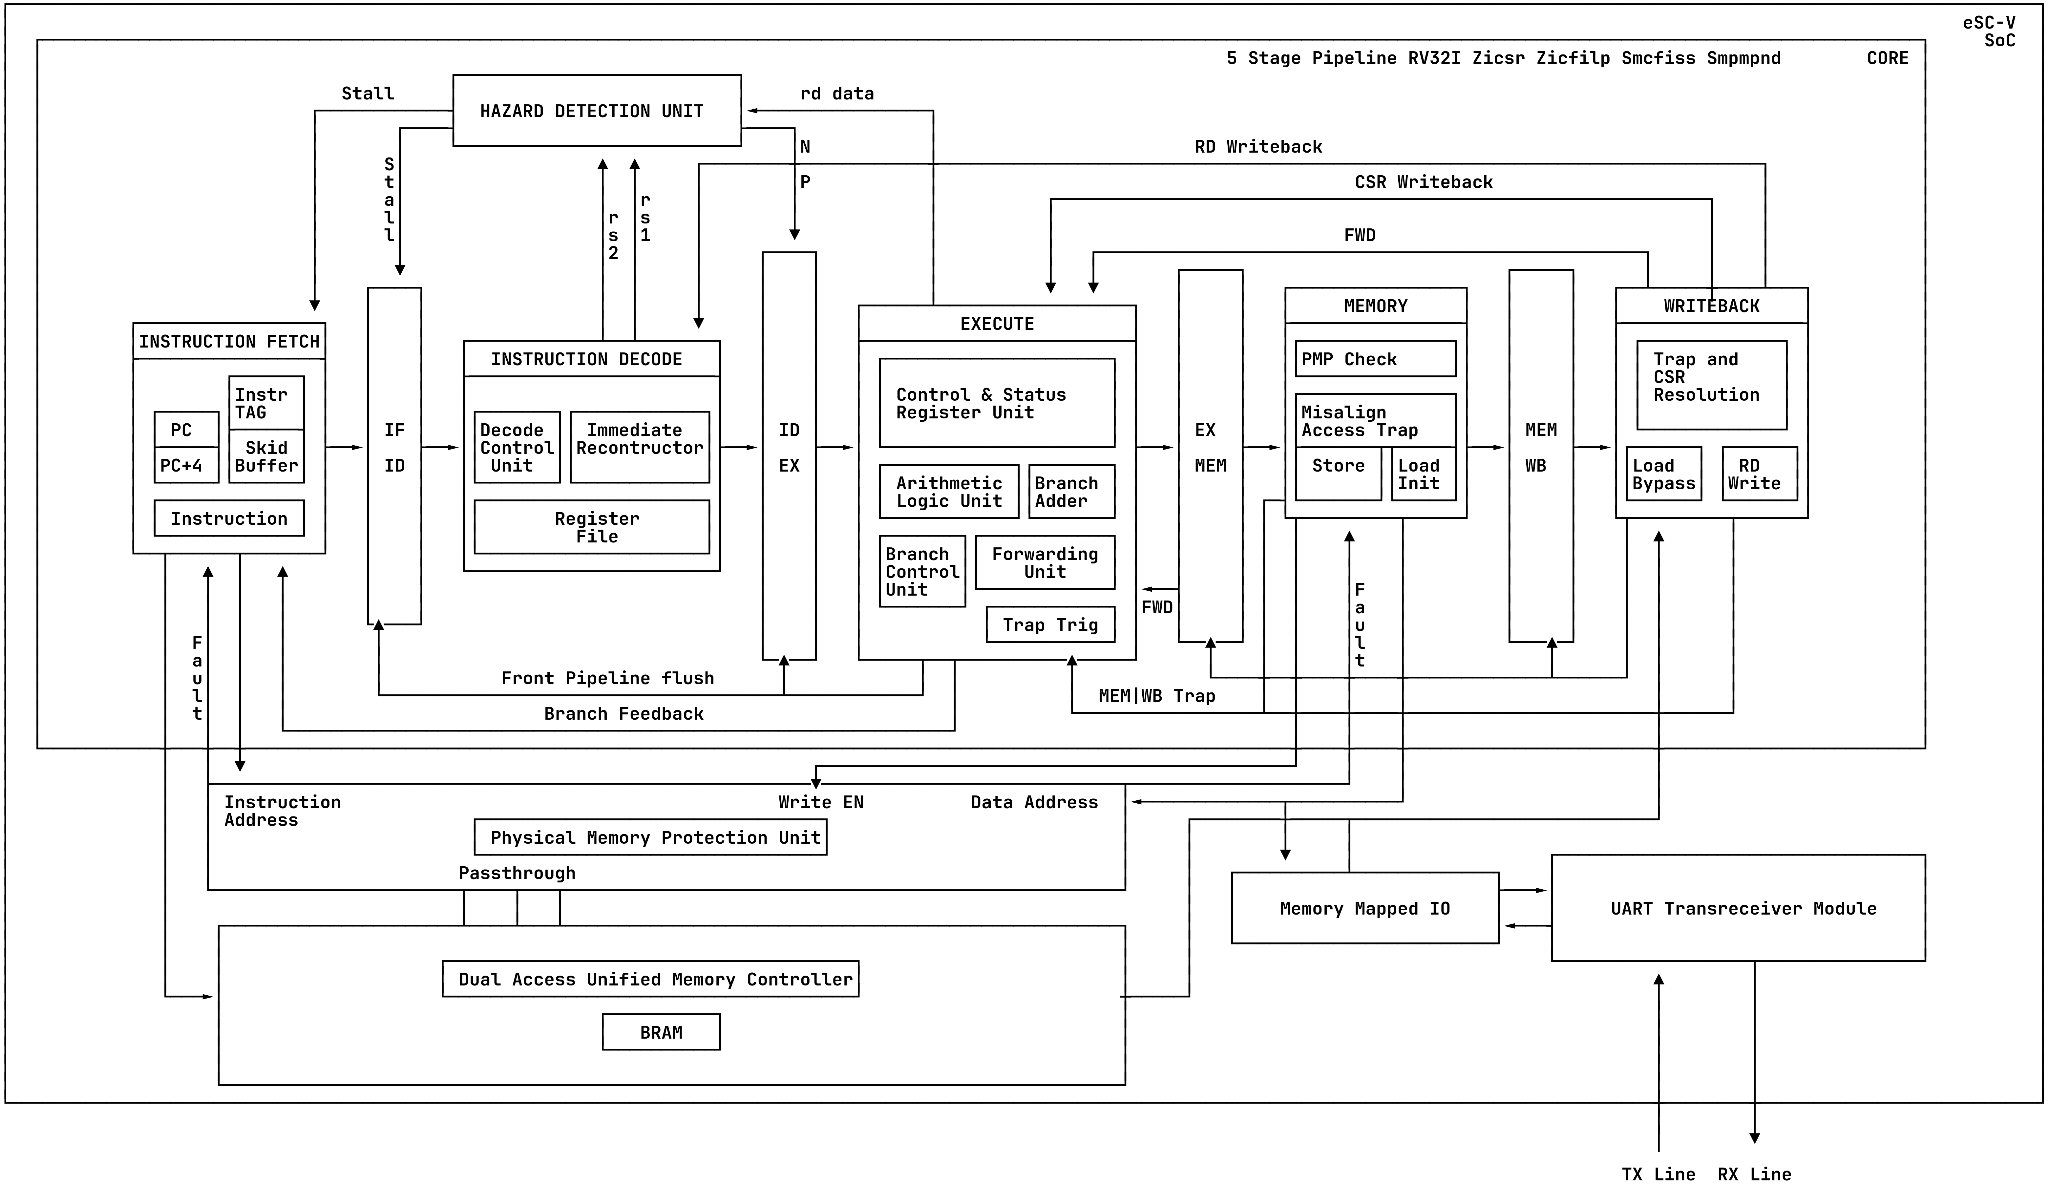 eSC-V
SoC
5 Stage Pipeline RV32I Zicsr Zicfilp Smcfiss Smpmpnd
CORE
Stall
HAZARD DETECTION UNIT
rd data
Stall
N
P
RD Writeback
CSR Writeback
rs2
rs1
FWD
INSTRUCTION FETCH
Instr
TAG
PC
PC+4
Skid
Buffer
Instruction
IF
ID
INSTRUCTION DECODE
Decode
Control
Unit
Immediate
Recontructor
Register
File
ID
EX
EXECUTE
Control & Status
Register Unit
Arithmetic
Logic Unit
Branch
Adder
Branch
Control
Unit
Forwarding
Unit
Trap Trig
FWD
EX
MEM
MEMORY
PMP Check
Misalign
Access Trap
Store
Load
Init
MEM
WB
WRITEBACK
Trap and
CSR
Resolution
Load
Bypass
RD
Write
Fault
Fault
Front Pipeline flush
Branch Feedback
MEM|WB Trap
Instruction
Address
Write EN
Data Address
Physical Memory Protection Unit
Passthrough
Memory Mapped IO
UART Transreceiver Module
Dual Access Unified Memory Controller
BRAM
TX Line
RX Line